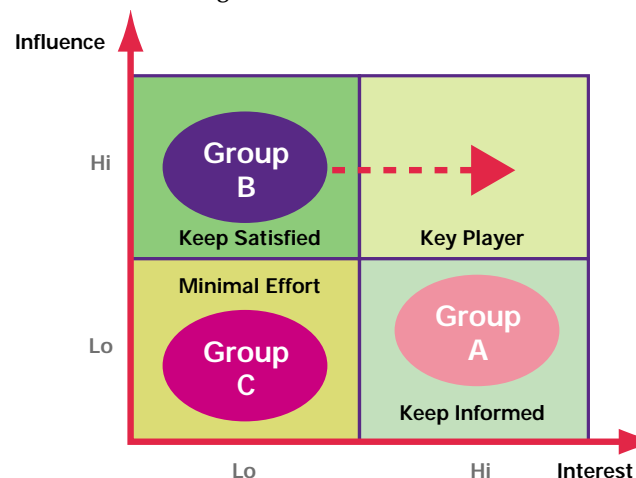 Influence
Hi
Group
B
Keep Satisfied
Key Player
Minimal Effort
Lo
Group
C
Group
A
Keep Informed
Lo
Hi
Interest